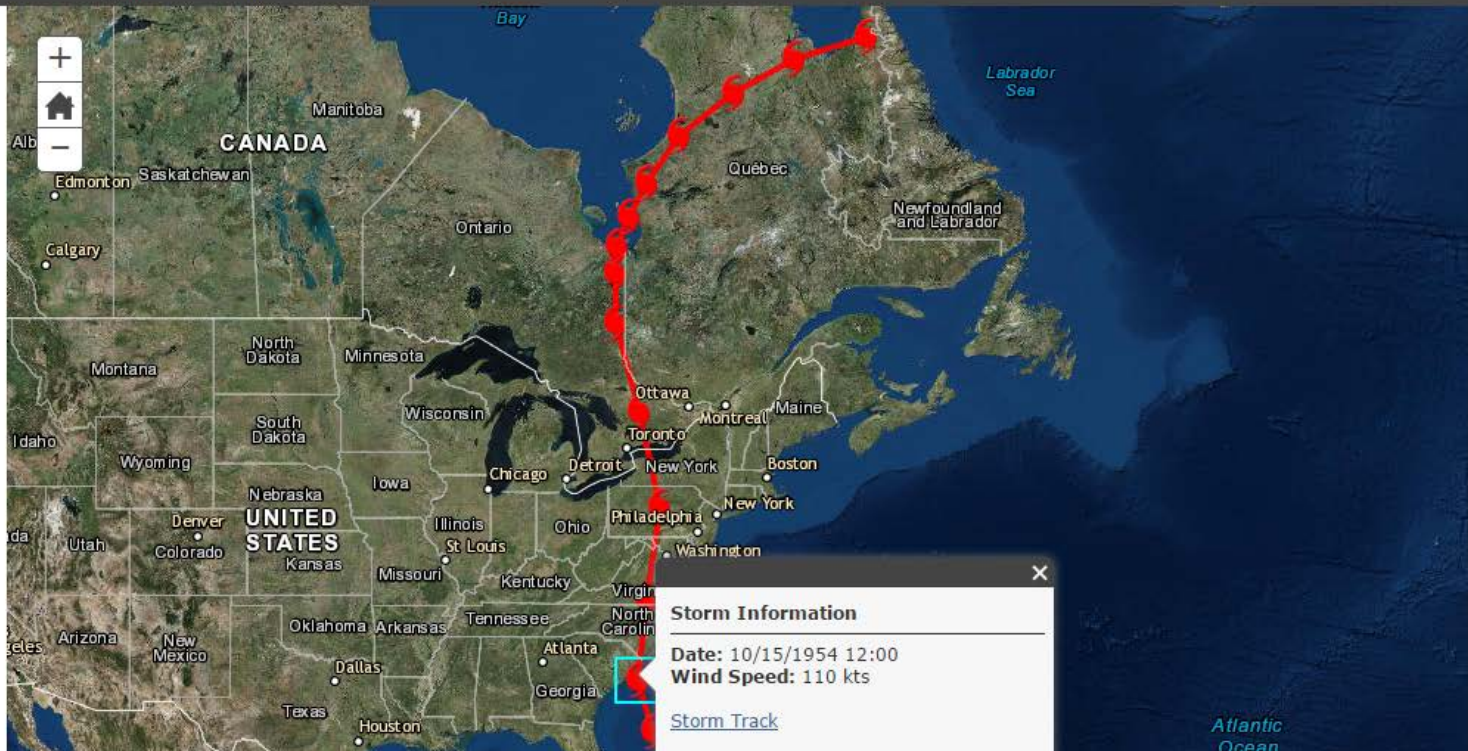 Bay
Labrador
Sea
+
−
Manitoba
CANADA
Alb
Edmonton
Saskatchewan
Québec
Newfoundland
and Labrador
Ontario
Calgary
North
Dakota
Minnesota
Montana
Ottawa
Montreal
Maine
Wisconsin
South
Dakota
Idaho
Toronto
Wyoming
Chicago
Detroit
New York
Boston
Iowa
Nebraska
New York
Philadelphia
Denver
UNITED
STATES
Illinois
Ohio
Utah
Colorado
St Louis
Washington
Kansas
Missouri
Kentucky
Virgin
Oklahoma
Arkansas
Tennessee
North
Carolin
Arizona
New
Mexico
Atlanta
eles
Dallas
Georgia
Texas
Houston
Storm Information
Date: 10/15/1954 12:00
Wind Speed: 110 kts
Storm Track
Atlantic
Ocean